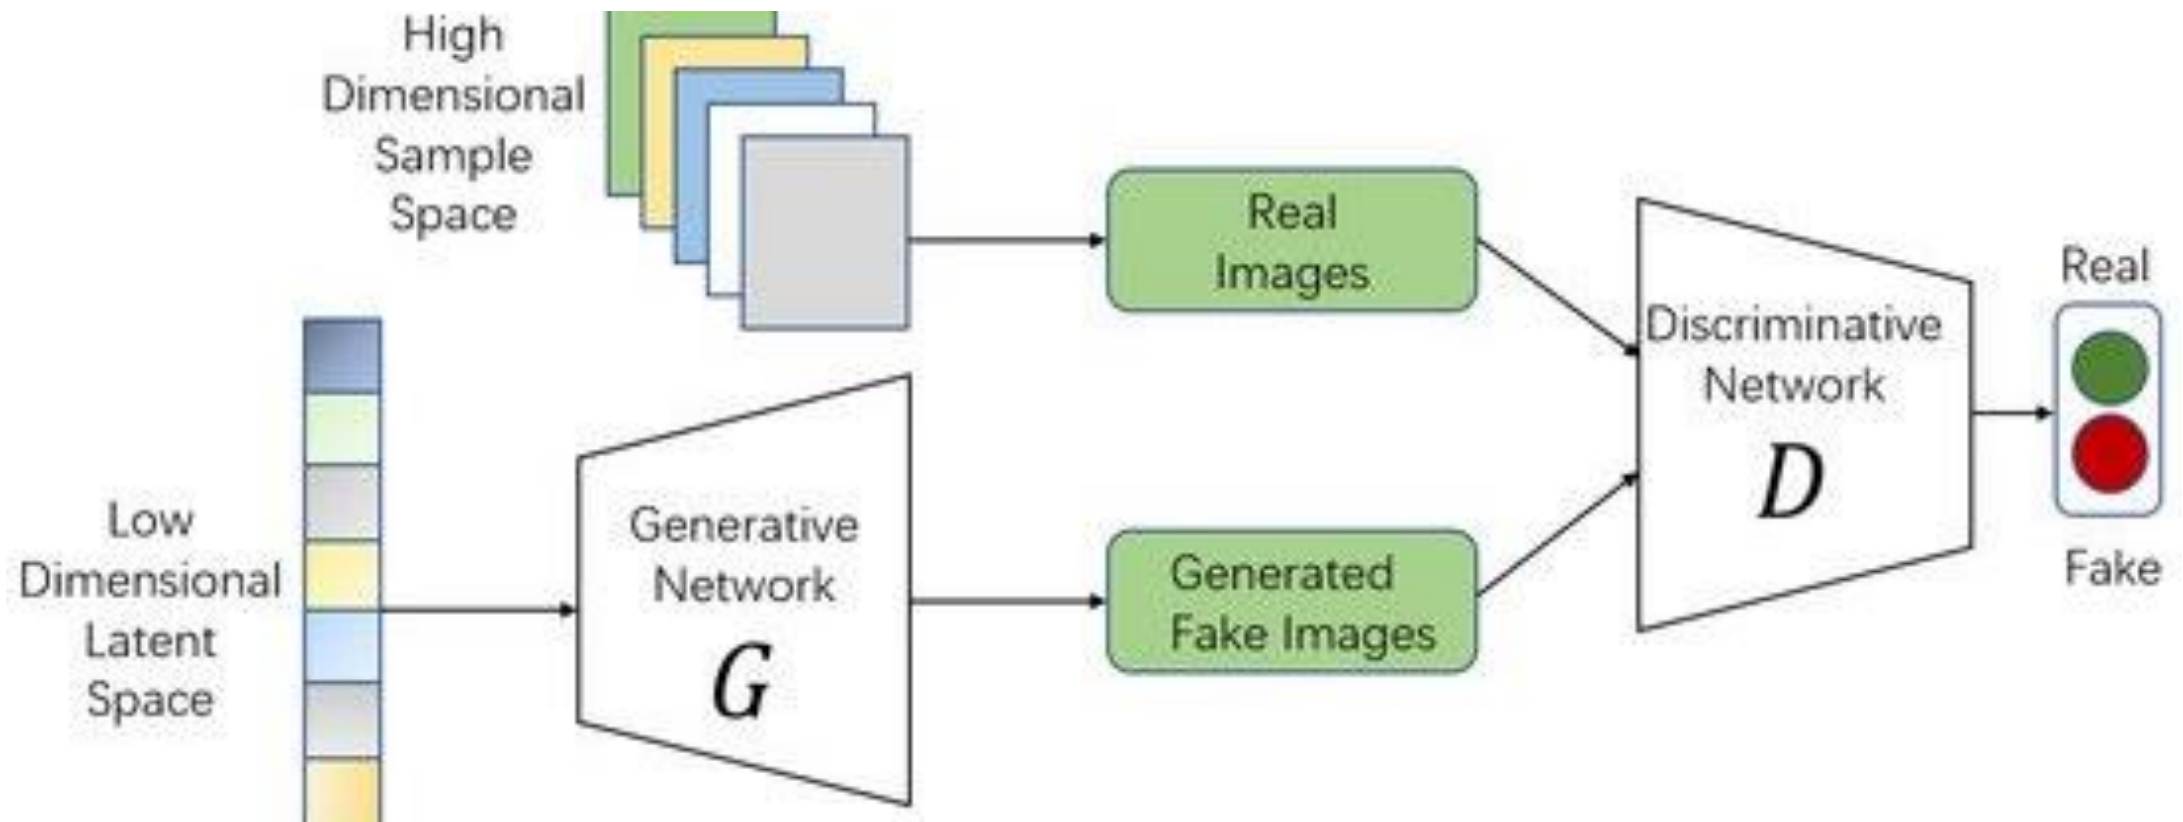 High
Dimensional
Sample
Space
Real
Images
Real
Discriminative
Network
D
Fake
Low
Dimensional
Latent
Space
Generative
Network
G
Generated
Fake Images